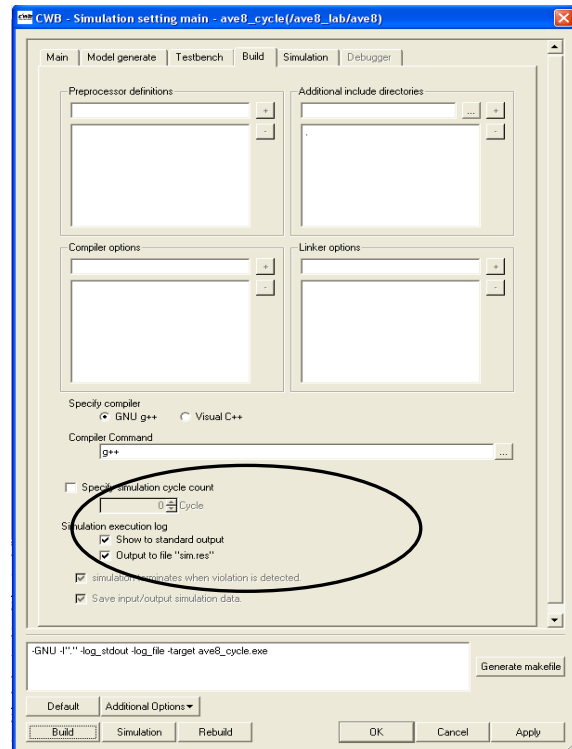 CWB - Simulation setting main - ave8_cycle(/ave8_lab/ave8)
Main Model generate Testbench Build Simulation Debugger
Preprocessor definitions Additional include directories
+ ... +
- . -
Compiler options Linker options
+ +
- -
Specify compiler
GNU g++ Visual C++
Compiler Command
g++ ...
Specify simulation cycle count
0 Cycle
Simulation execution log
Show to standard output
Output to file "sim.res"
simulation terminates when violation is detected.
Save input/output simulation data.
-GNU -I"." -log_stdout -log_file -target ave8_cycle.exe
Generate makefile
Default Additional Options
Build Simulation Rebuild OK Cancel Apply